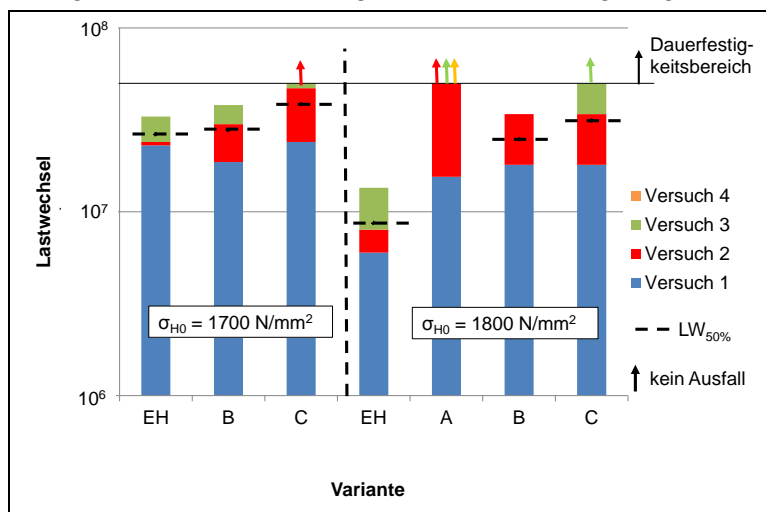 10⁸
Dauerfestig-
keitsbereich
Lastwechsel
10⁷
Versuch 4
Versuch 3
Versuch 2
Versuch 1
σH0 = 1700 N/mm²
σH0 = 1800 N/mm²
LW50%
kein Ausfall
10⁶
EH B C EH A B C
Variante